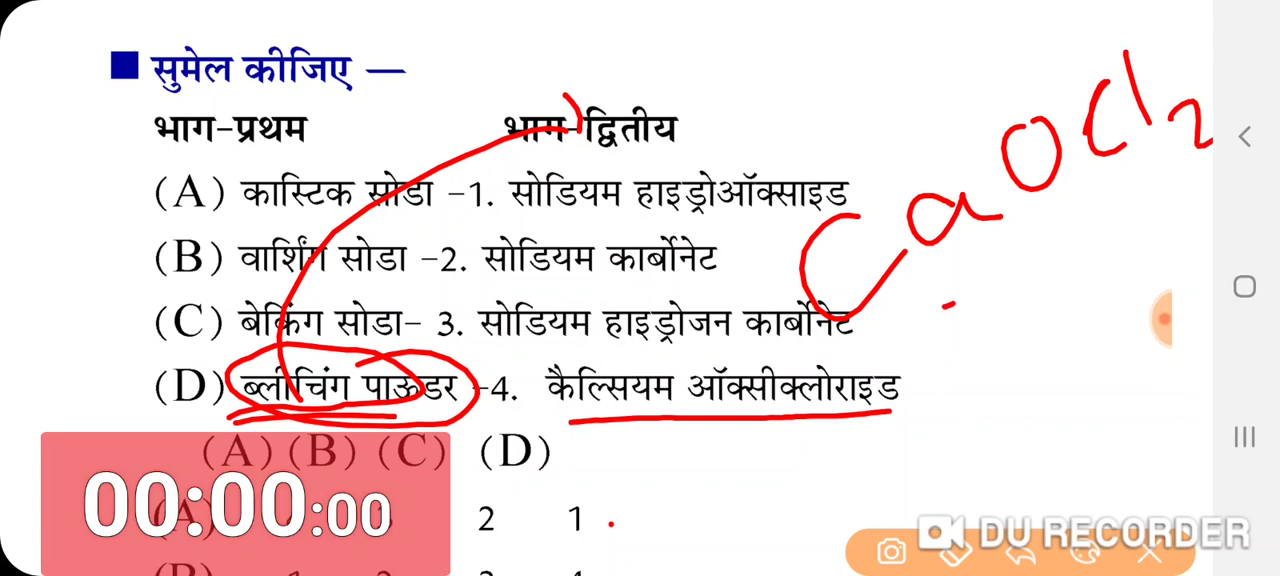 ■ सुमेल कीजिए —
भाग-प्रथम भाग-द्वितीय
CaOCl2
(A) कास्टिक सोडा -1. सोडियम हाइड्रोऑक्साइड
(B) वार्शिंग सोडा -2. सोडियम कार्बोनेट
(C) बेकिंग सोडा- 3. सोडियम हाइड्रोजन कार्बोनेट
(D) ब्लीचिंग पाऊडर -4. कैल्सियम ऑक्सीक्लोराइड
(A) (B) (C) (D)
00:00:00
(A) 2 1
DU RECORDER